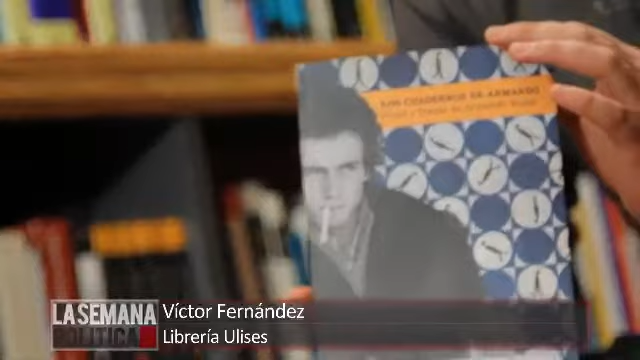 LOS CUADERNOS DE ARMANDO
LA SEMANA
POLÍTICA
Víctor Fernández
Librería Ulises